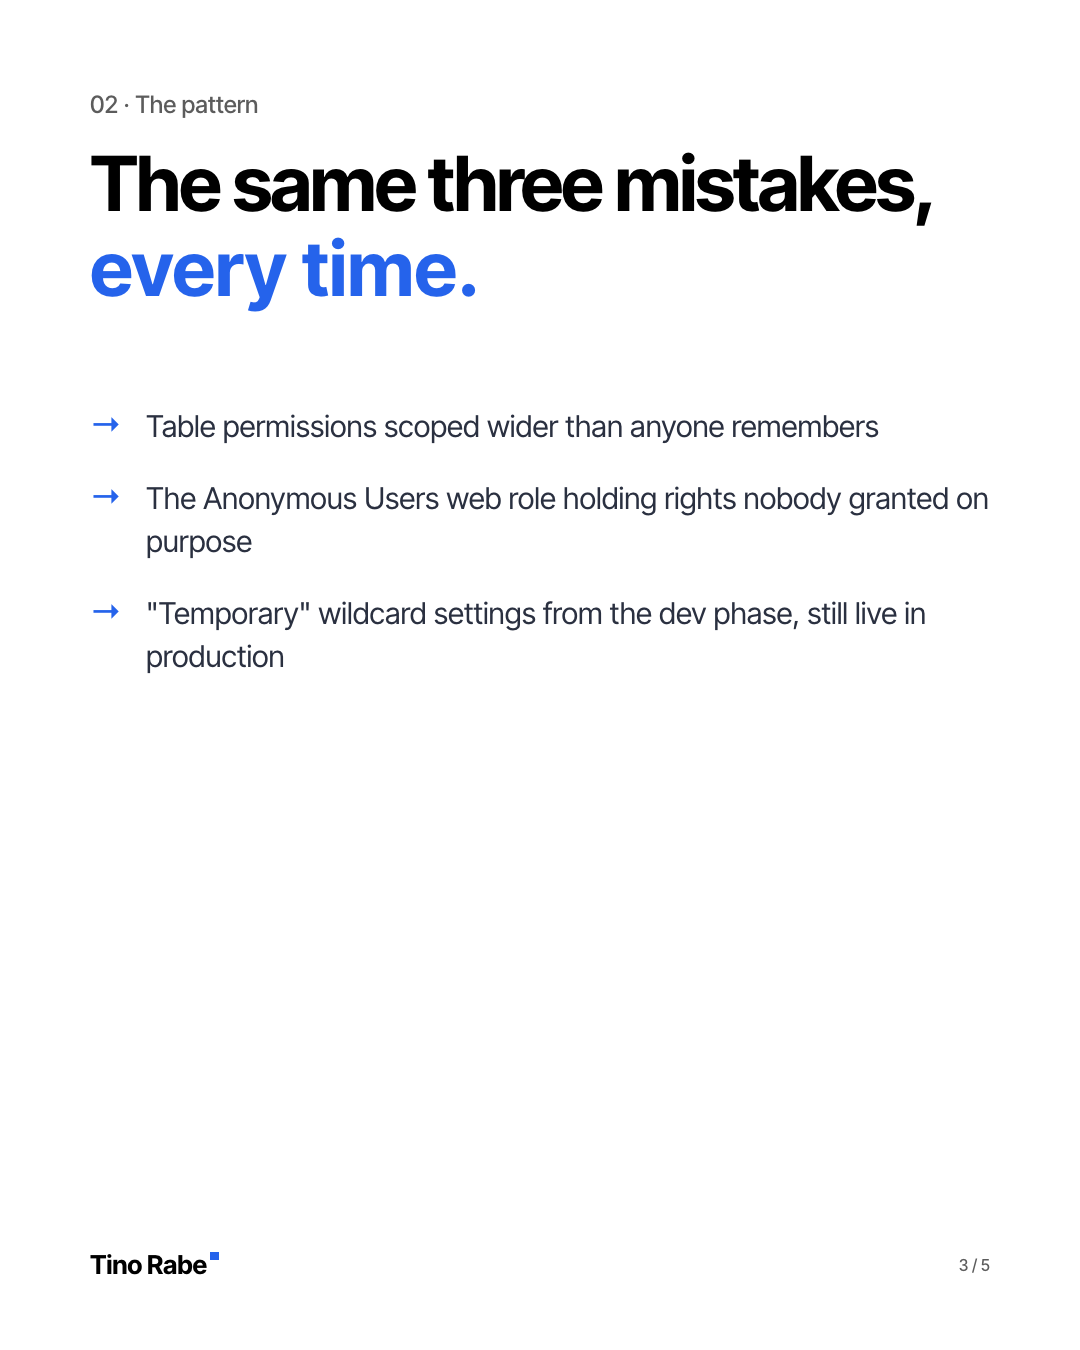 02 · The pattern
The same three mistakes,
every time.
→ Table permissions scoped wider than anyone remembers
→ The Anonymous Users web role holding rights nobody granted on
purpose
→ "Temporary" wildcard settings from the dev phase, still live in
production
Tino Rabe
3 / 5